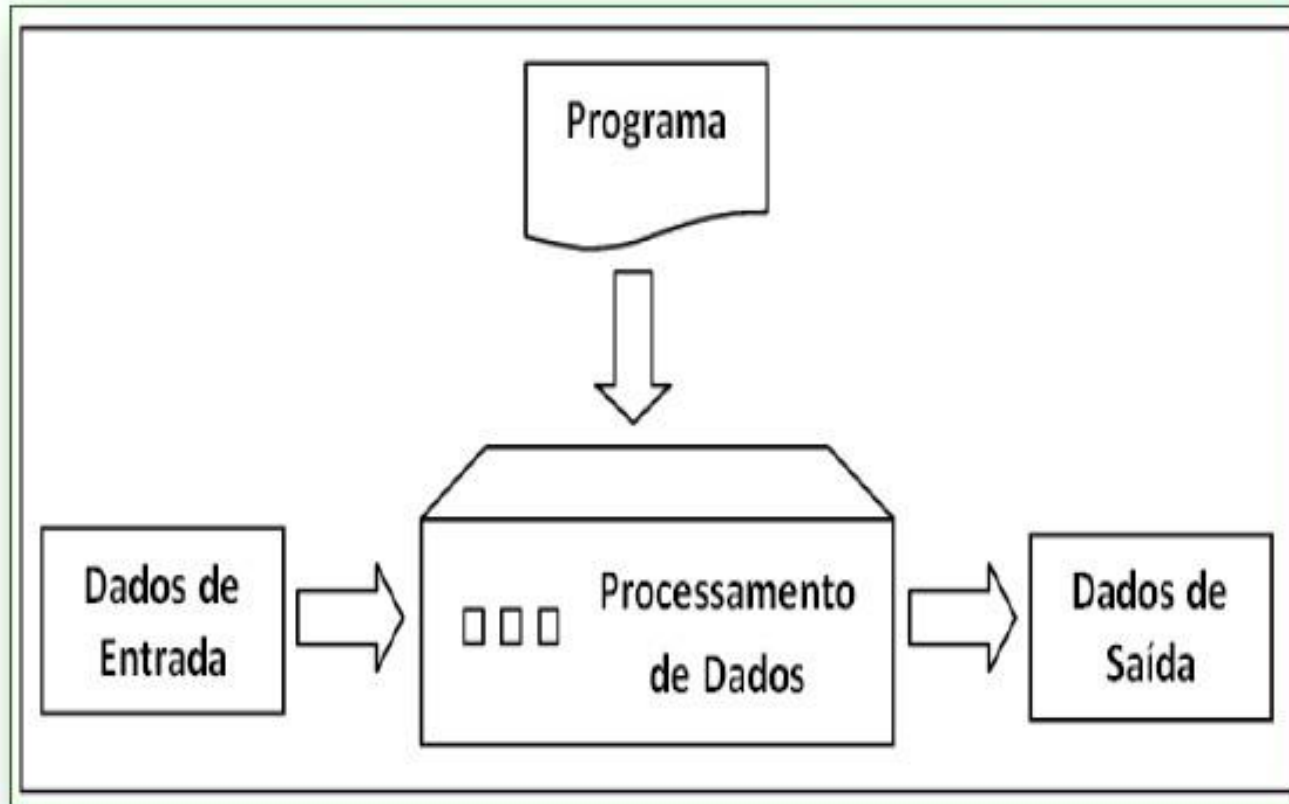 Programa
Dados de
Entrada
Processamento
de Dados
Dados de
Saída